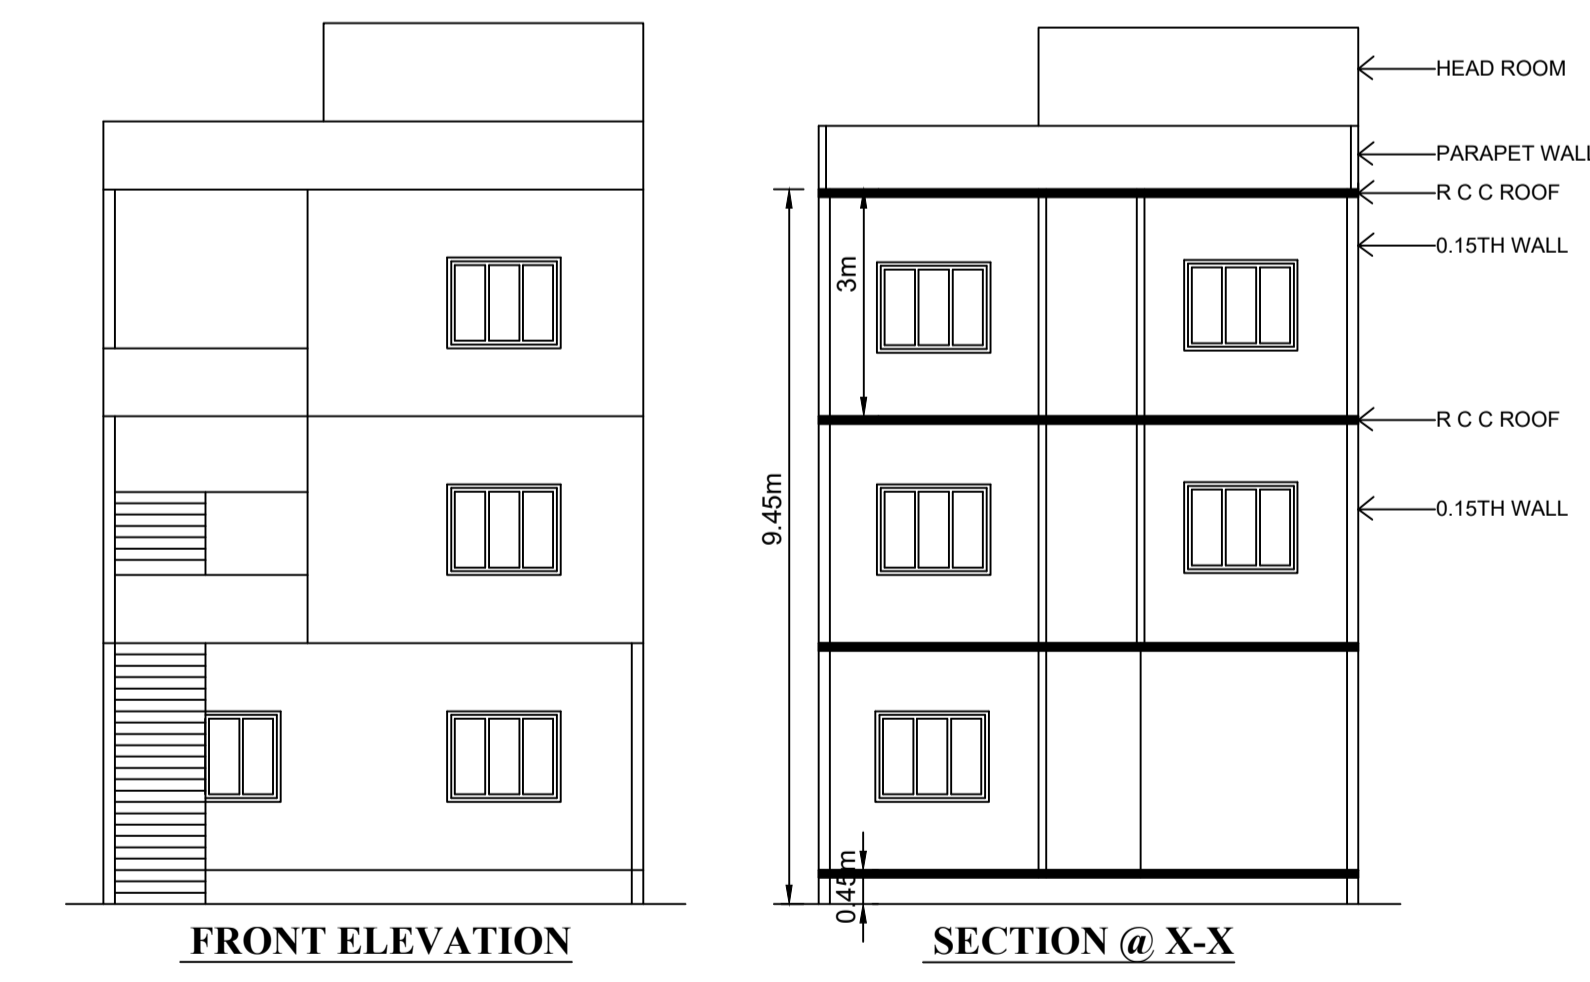 HEAD ROOM
PARAPET WALL
R C C ROOF
0.15TH WALL
3m
R C C ROOF
9.45m
0.15TH WALL
0.45m
FRONT ELEVATION
SECTION @ X-X